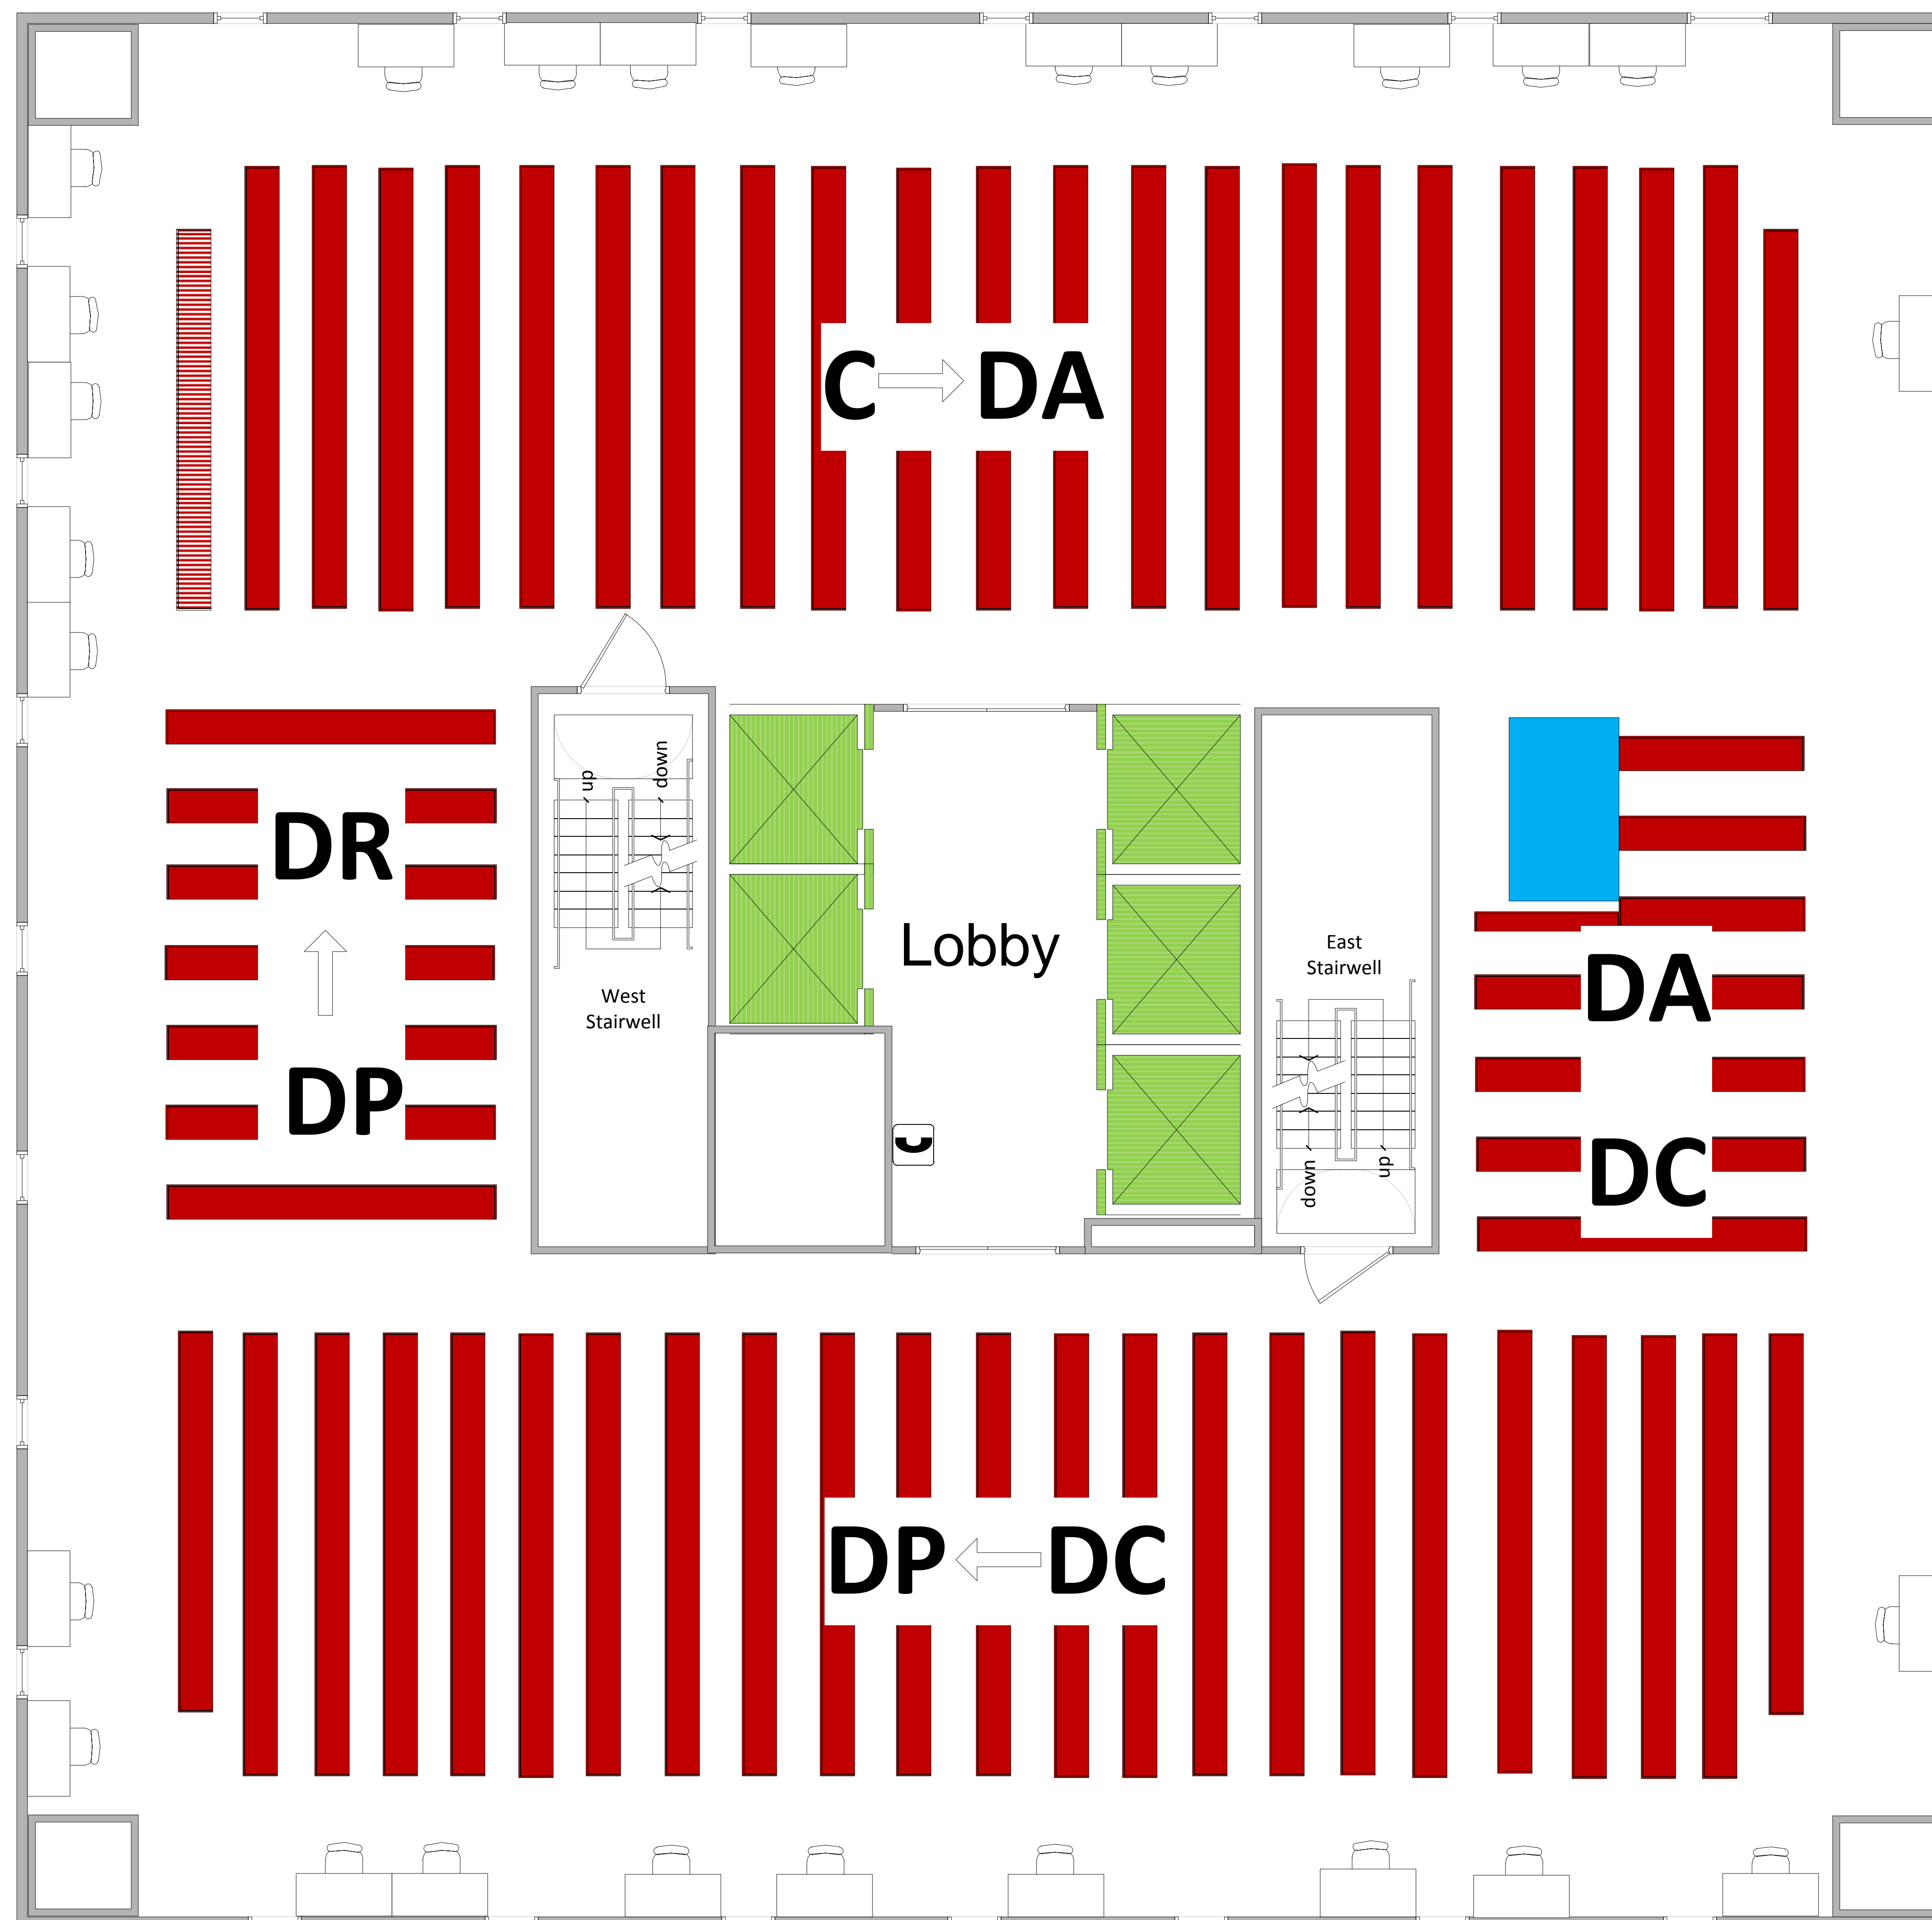 C DA
up
down
DR
Lobby
East
Stairwell
DA
West
Stairwell
DP
DC
down
up
DP DC